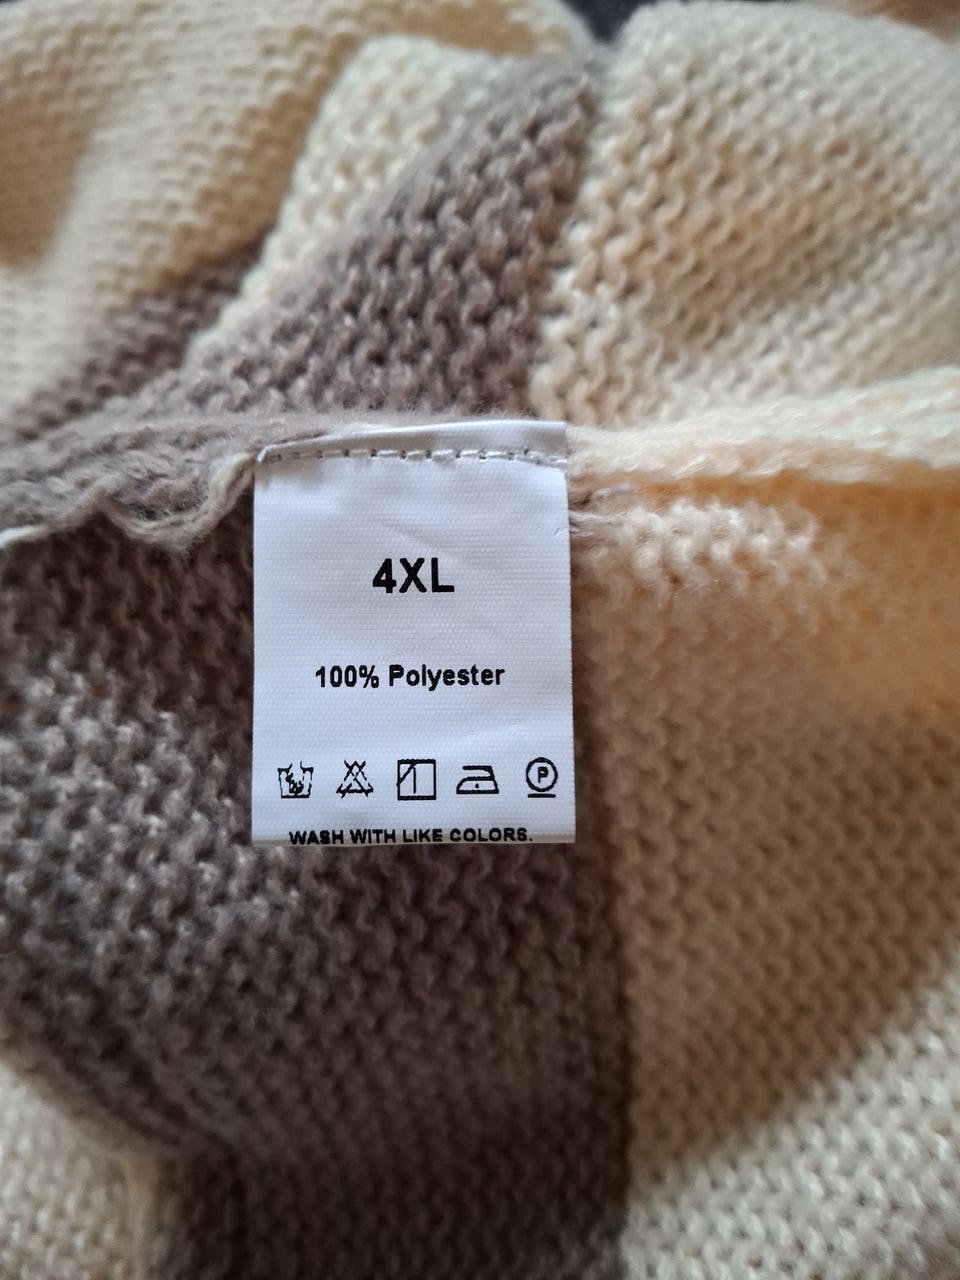 4XL
100% Polyester
P
WASH WITH LIKE COLORS.